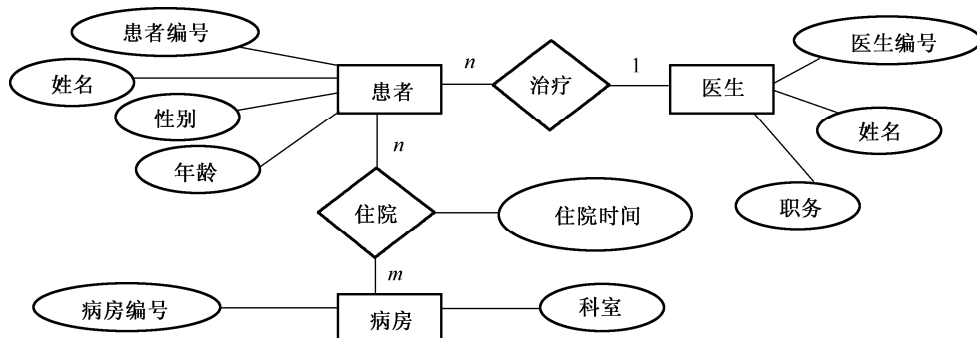 患者编号
医生编号
姓名
患者
n
治疗
1
医生
性别
姓名
年龄
n
住院
住院时间
职务
m
病房编号
病房
科室